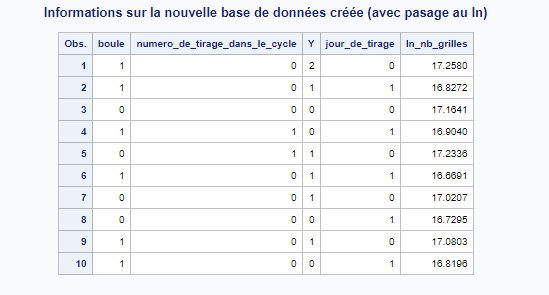 Informations sur la nouvelle base de données créée (avec pasage au ln)
Obs. boule numero_de_tirage_dans_le_cycle Y jour_de_tirage ln_nb_grilles
1 1 0 2 0 17.2580
2 1 0 1 1 16.8272
3 0 0 0 0 17.1641
4 1 1 0 1 16.9040
5 0 1 1 0 17.2336
6 1 0 1 1 16.6691
7 0 0 1 0 17.0207
8 0 0 0 1 16.7295
9 1 0 1 0 17.0803
10 1 0 0 1 16.8196